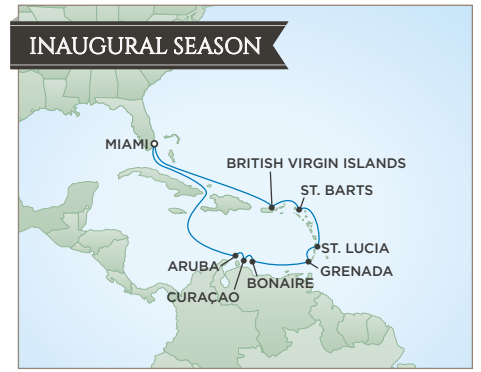 INAUGURAL SEASON
MIAMI
BRITISH VIRGIN ISLANDS
ST. BARTS
ST. LUCIA
ARUBA
GRENADA
BONAIRE
CURAÇAO